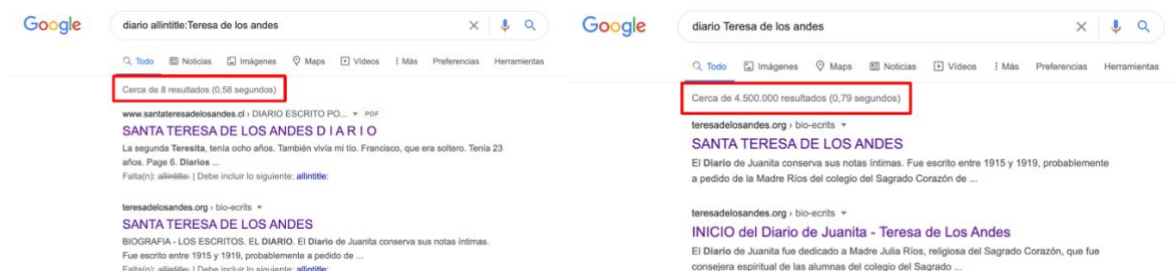 Google
diario allintitle:Teresa de los andes
Todo Noticias Imágenes Maps Vídeos Más Preferencias Herramientas
Cerca de 8 resultados (0,58 segundos)
www.santateresadelosandes.cl › DIARIO ESCRITO PO... PDF
SANTA TERESA DE LOS ANDES D I A R I O
La segunda Teresita, tenía ocho años. También vivía mi tío. Francisco, que era soltero. Tenía 23
años. Page 6. Diarios ...
Falta(n): allintitle: | Debe incluir lo siguiente: allintitle:
teresadelosandes.org › bio-ecrits
SANTA TERESA DE LOS ANDES
BIOGRAFIA - LOS ESCRITOS. EL DIARIO. El Diario de Juanita conserva sus notas íntimas.
Fue escrito entre 1915 y 1919, probablemente a pedido de ...
Falta(n): allintitle: | Debe incluir lo siguiente: allintitle:
Google
diario Teresa de los andes
Todo Imágenes Maps Noticias Vídeos Más Preferencias Herramientas
Cerca de 4.500.000 resultados (0,79 segundos)
teresadelosandes.org › bio-ecrits
SANTA TERESA DE LOS ANDES
El Diario de Juanita conserva sus notas íntimas. Fue escrito entre 1915 y 1919, probablemente
a pedido de la Madre Ríos del colegio del Sagrado Corazón de ...
teresadelosandes.org › bio-ecrits
INICIO del Diario de Juanita - Teresa de Los Andes
El Diario de Juanita fue dedicado a Madre Julia Ríos, religiosa del Sagrado Corazón, que fue
consejera espiritual de las alumnas del colegio del Sagrado ...